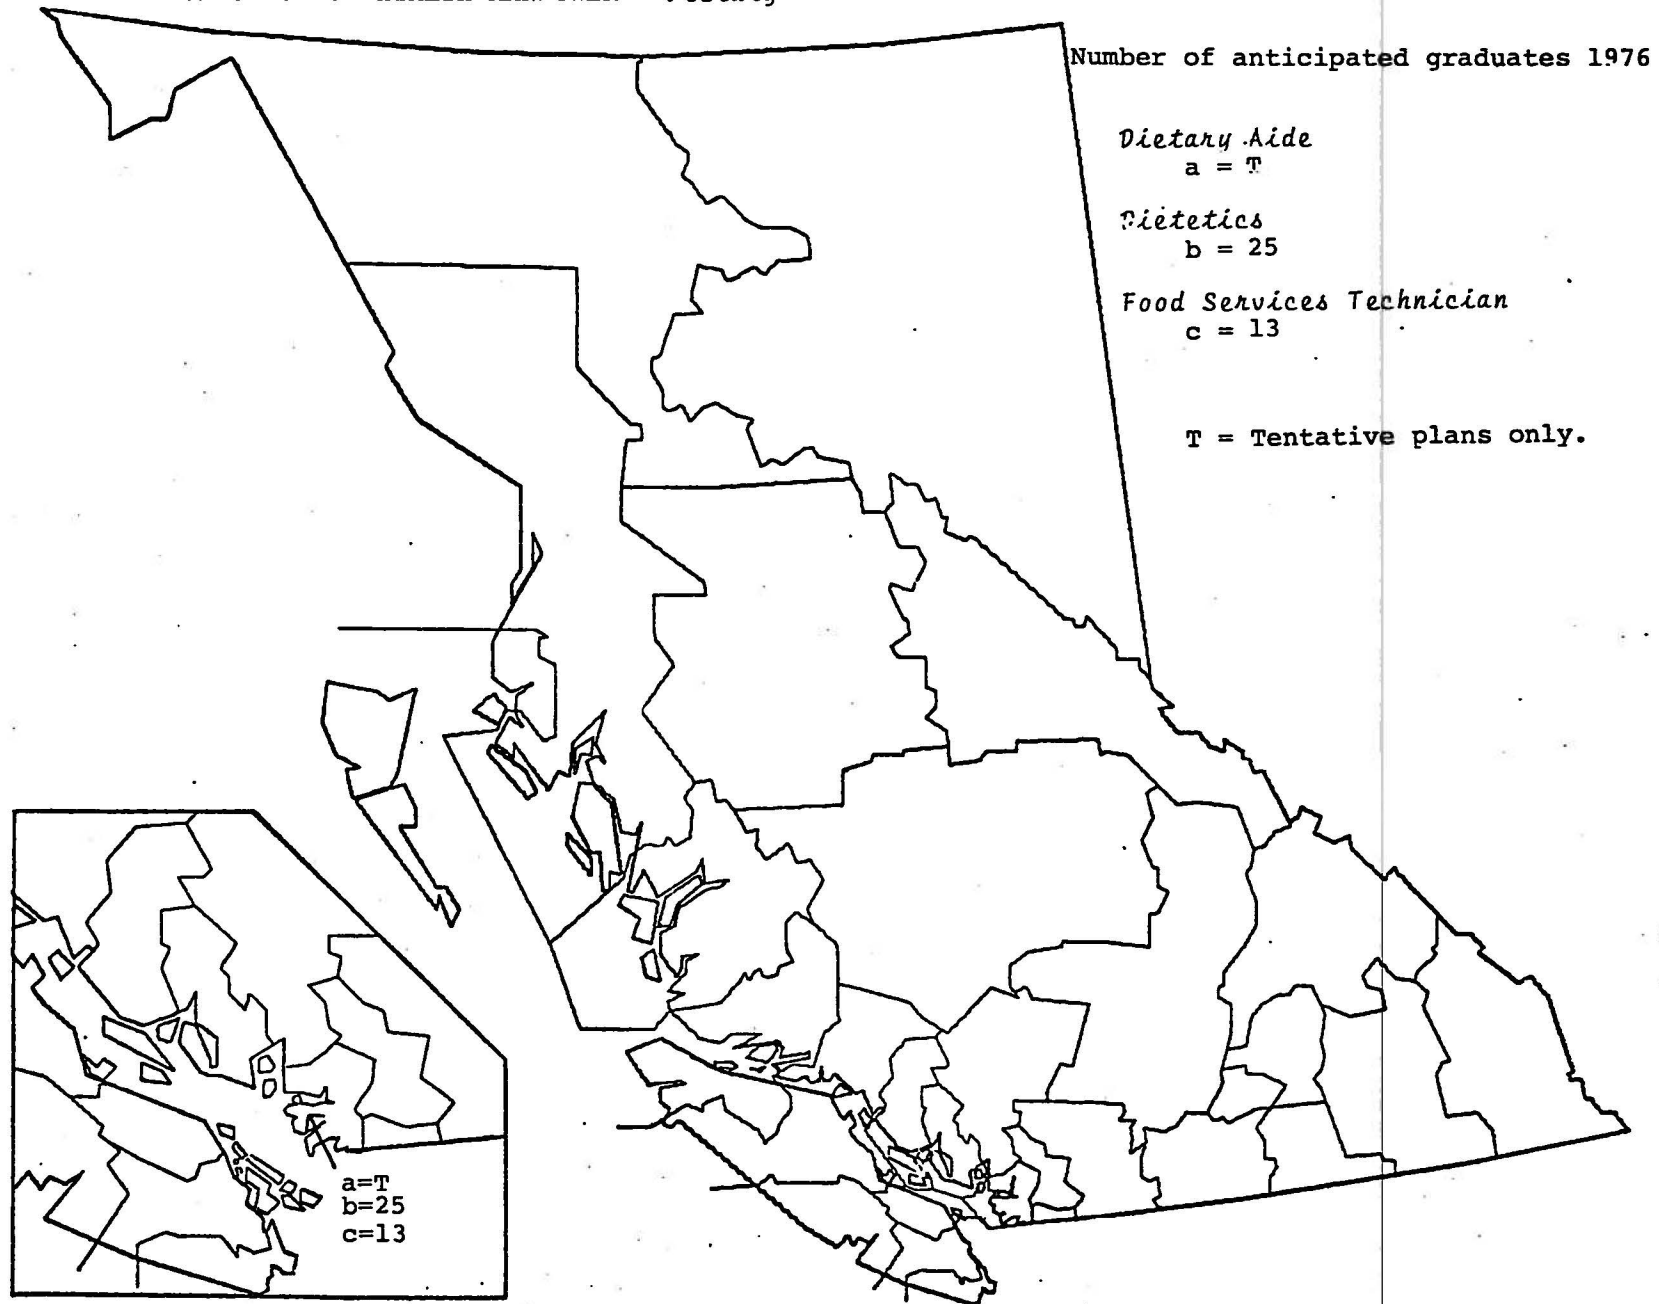 Number of anticipated graduates 1976
Dietary Aide
a = T
Dietetics
b = 25
Food Services Technician
c = 13
T = Tentative plans only.
a=T
b=25
c=13